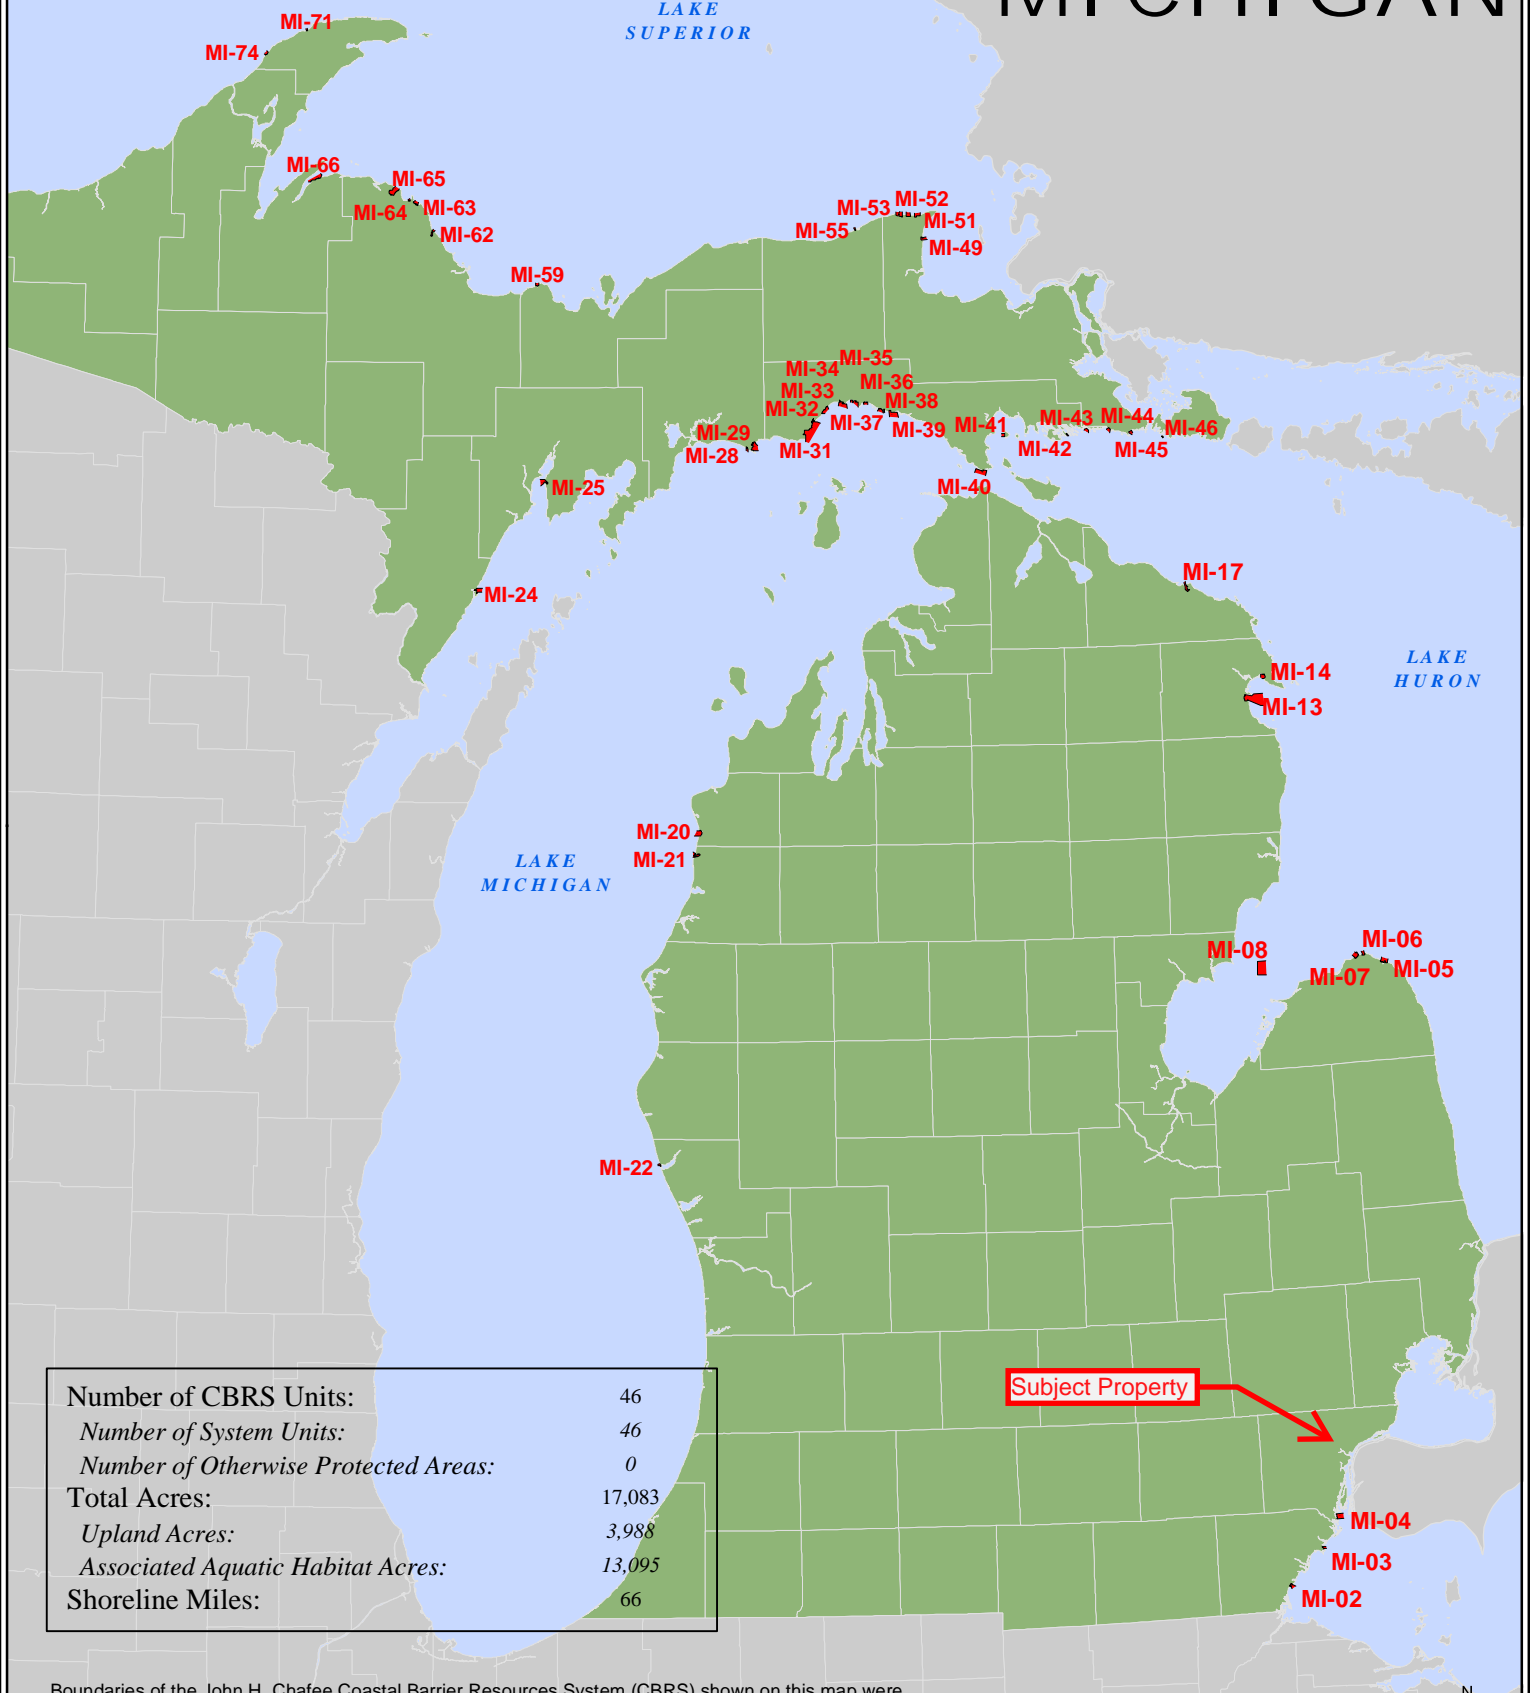 MICHIGAN
LAKE
SUPERIOR
MI-71
MI-74
MI-66
MI-65
MI-64
MI-63
MI-62
MI-59
MI-53
MI-52
MI-51
MI-55
MI-49
MI-35
MI-34
MI-36
MI-33
MI-32
MI-38
MI-37
MI-39
MI-31
MI-29
MI-28
MI-41
MI-43
MI-44
MI-46
MI-42
MI-45
MI-40
MI-25
MI-24
MI-17
LAKE
HURON
MI-14
MI-13
MI-20
MI-21
LAKE
MICHIGAN
MI-08
MI-06
MI-07
MI-05
MI-22
Subject Property
MI-04
MI-03
MI-02
Number of CBRS Units: 46
Number of System Units: 46
Number of Otherwise Protected Areas: 0
Total Acres: 17,083
Upland Acres: 3,988
Associated Aquatic Habitat Acres: 13,095
Shoreline Miles: 66
Boundaries of the John H. Chafee Coastal Barrier Resources System (CBRS) shown on this map were
N